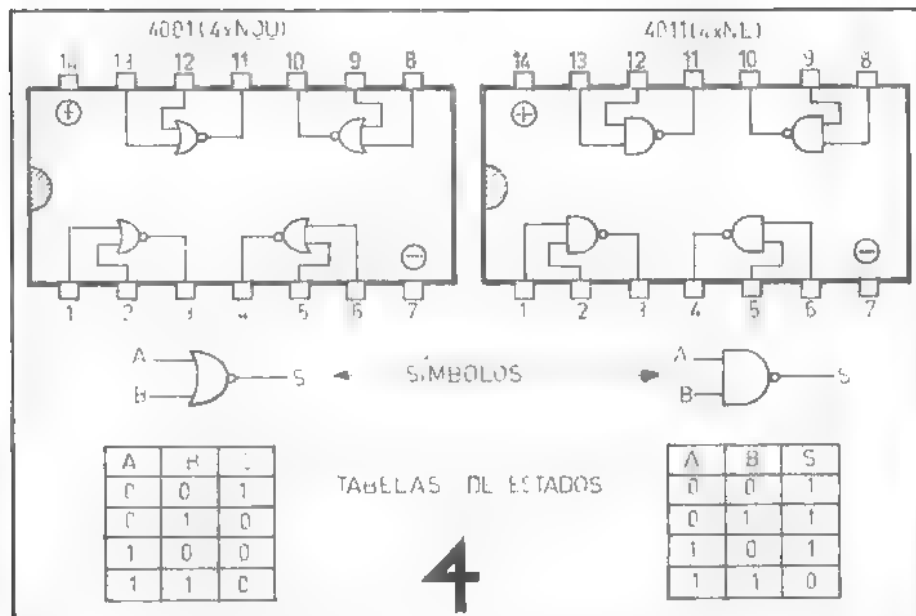 4001 (4xNOU)
14 13 12 11 10 9 8
+
−
1 2 3 4 5 6 7
4011 (4xNE)
14 13 12 11 10 9 8
+
−
1 2 3 4 5 6 7
A
B
S
SÍMBOLOS
A
B
S
A B
0 0 1
0 1 0
1 0 0
1 1 0
TABELAS DE ESTADOS
A B S
0 0 1
0 1 1
1 0 1
1 1 0
4